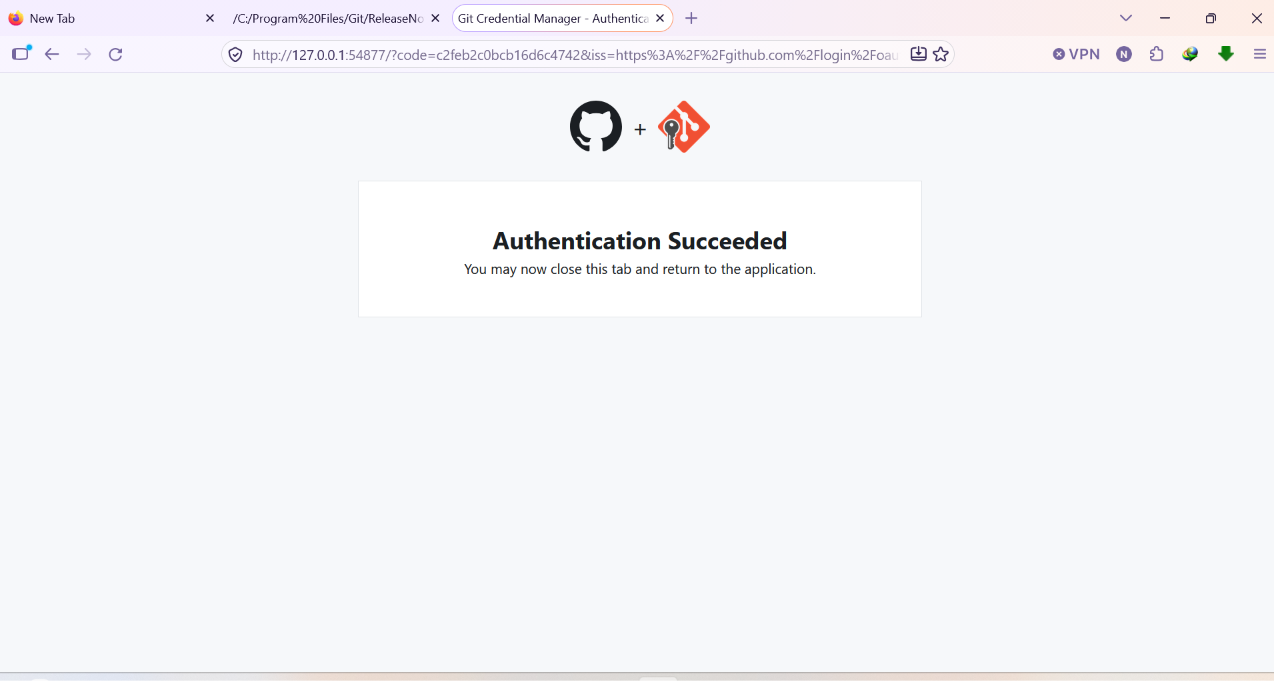 New Tab
/C:/Program%20Files/Git/ReleaseNo
Git Credential Manager - Authentica
http://127.0.0.1:54877/?code=c2feb2c0bcb16d6c4742&iss=https%3A%2F%2Fgithub.com%2Flogin%2Foau
VPN
N
+
Authentication Succeeded
You may now close this tab and return to the application.